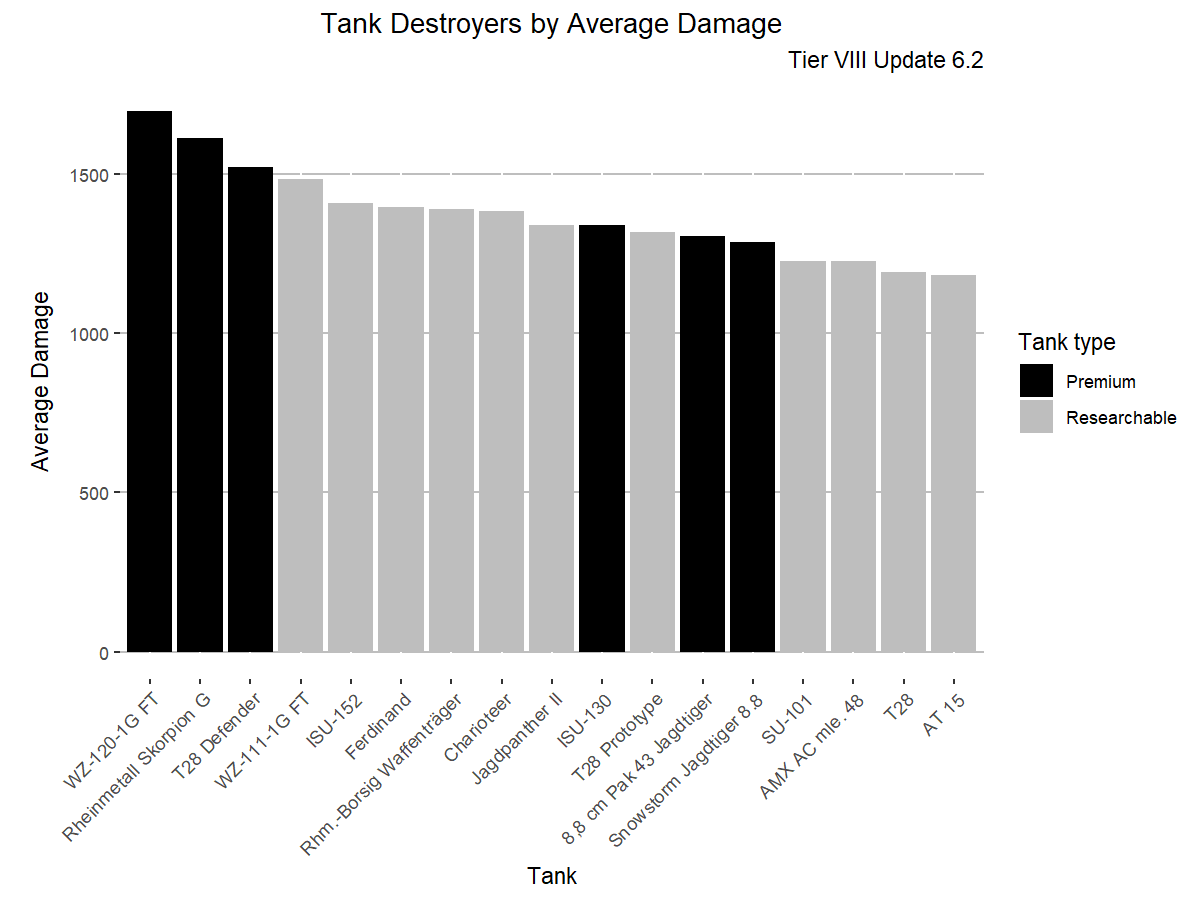 Tank Destroyers by Average Damage
Tier VIII Update 6.2
Average Damage
1500
1000
500
0
WZ-120-1G FT
Rheinmetall Skorpion G
T28 Defender
WZ-111-1G FT
ISU-152
Ferdinand
Rhm.-Borsig Waffenträger
Charioteer
Jagdpanther II
ISU-130
T28 Prototype
8,8 cm Pak 43 Jagdtiger
Snowstorm Jagdtiger 8.8
SU-101
AMX AC mle. 48
T28
AT 15
Tank
Tank type
Premium
Researchable